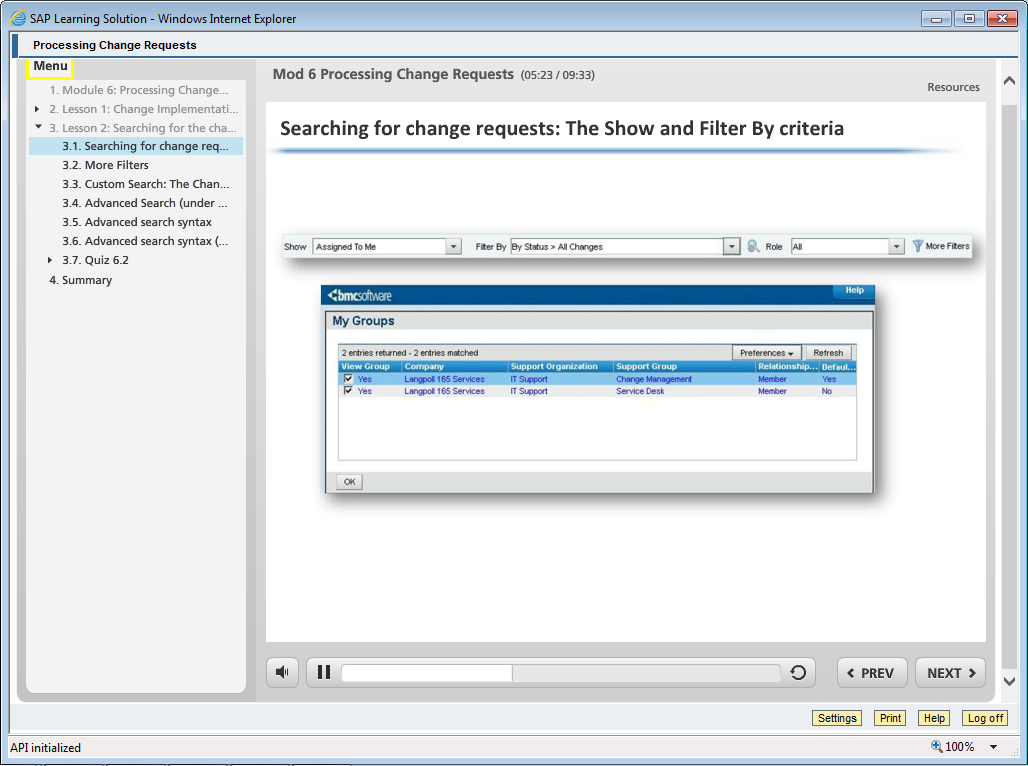 SAP Learning Solution - Windows Internet Explorer
Processing Change Requests
Menu
1. Module 6: Processing Change...
2. Lesson 1: Change Implementati...
3. Lesson 2: Searching for the cha...
3.1. Searching for change req...
3.2. More Filters
3.3. Custom Search: The Chan...
3.4. Advanced Search (under ...
3.5. Advanced search syntax
3.6. Advanced search syntax (...
3.7. Quiz 6.2
4. Summary
Mod 6 Processing Change Requests (05:23 / 09:33)
Resources
Searching for change requests: The Show and Filter By criteria
Show Assigned To Me Filter By By Status > All Changes Role All More Filters
bmcsoftware Help
My Groups
2 entries returned - 2 entries matched Preferences Refresh
View Group Company Support Organization Support Group Relationship... Defaul...
Yes Langpoll 165 Services IT Support Change Management Member Yes
Yes Langpoll 165 Services IT Support Service Desk Member No
OK
PREV NEXT
Settings Print Help Log off
API initialized 100%